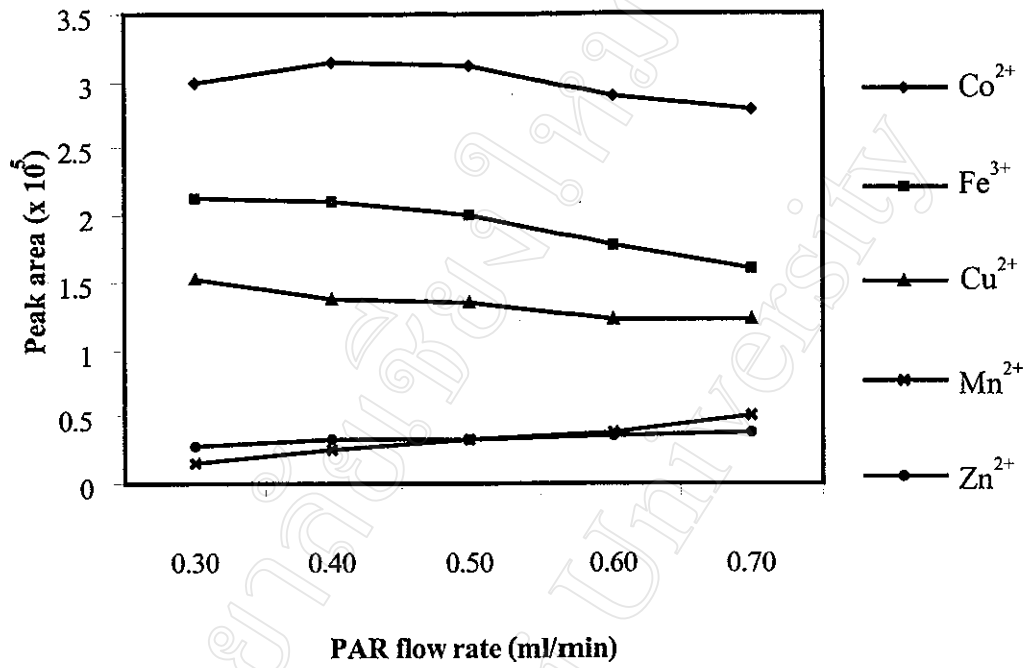 3.5
3
2.5
2
1.5
1
0.5
0
Peak area (x 10⁵)
0.30 0.40 0.50 0.60 0.70
PAR flow rate (ml/min)
Co²⁺
Fe³⁺
Cu²⁺
Mn²⁺
Zn²⁺
University